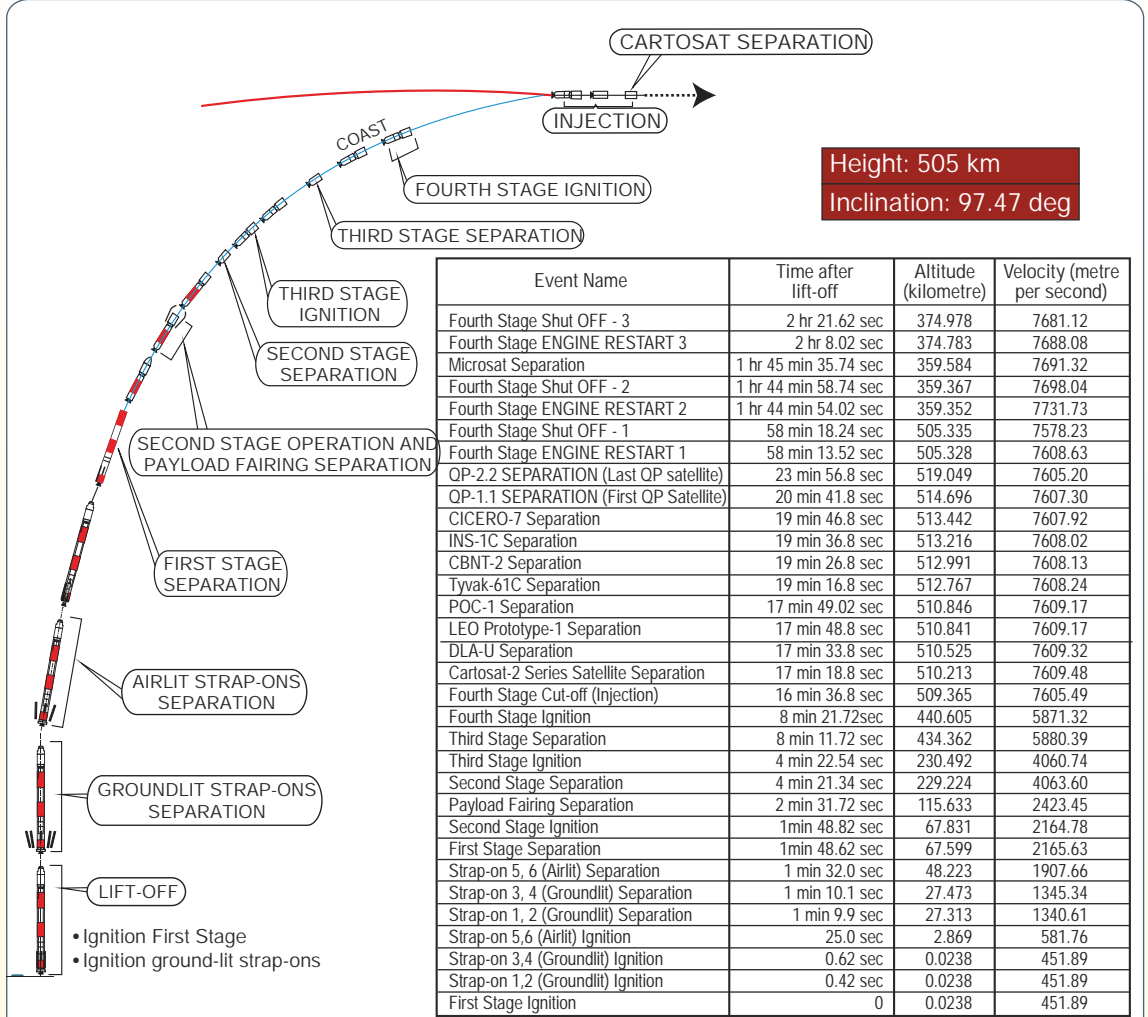 CARTOSAT SEPARATION
INJECTION
COAST
FOURTH STAGE IGNITION
Height: 505 km
Inclination: 97.47 deg
THIRD STAGE SEPARATION
THIRD STAGE
IGNITION
SECOND STAGE
SEPARATION
SECOND STAGE OPERATION AND
PAYLOAD FAIRING SEPARATION
FIRST STAGE
SEPARATION
AIRLIT STRAP-ONS
SEPARATION
GROUNDLIT STRAP-ONS
SEPARATION
LIFT-OFF
• Ignition First Stage
• Ignition ground-lit strap-ons
Event Name Time after lift-off Altitude (kilometre) Velocity (metre per second)
Fourth Stage Shut OFF - 3 2 hr 21.62 sec 374.978 7681.12
Fourth Stage ENGINE RESTART 3 2 hr 8.02 sec 374.783 7688.08
Microsat Separation 1 hr 45 min 35.74 sec 359.584 7691.32
Fourth Stage Shut OFF - 2 1 hr 44 min 58.74 sec 359.367 7698.04
Fourth Stage ENGINE RESTART 2 1 hr 44 min 54.02 sec 359.352 7731.73
Fourth Stage Shut OFF - 1 58 min 18.24 sec 505.335 7578.23
Fourth Stage ENGINE RESTART 1 58 min 13.52 sec 505.328 7608.63
QP-2.2 SEPARATION (Last QP satellite) 23 min 56.8 sec 519.049 7605.20
QP-1.1 SEPARATION (First QP Satellite) 20 min 41.8 sec 514.696 7607.30
CICERO-7 Separation 19 min 46.8 sec 513.442 7607.92
INS-1C Separation 19 min 36.8 sec 513.216 7608.02
CBNT-2 Separation 19 min 26.8 sec 512.991 7608.13
Tyvak-61C Separation 19 min 16.8 sec 512.767 7608.24
POC-1 Separation 17 min 49.02 sec 510.846 7609.17
LEO Prototype-1 Separation 17 min 48.8 sec 510.841 7609.17
DLA-U Separation 17 min 33.8 sec 510.525 7609.32
Cartosat-2 Series Satellite Separation 17 min 18.8 sec 510.213 7609.48
Fourth Stage Cut-off (Injection) 16 min 36.8 sec 509.365 7605.49
Fourth Stage Ignition 8 min 21.72sec 440.605 5871.32
Third Stage Separation 8 min 11.72 sec 434.362 5880.39
Third Stage Ignition 4 min 22.54 sec 230.492 4060.74
Second Stage Separation 4 min 21.34 sec 229.224 4063.60
Payload Fairing Separation 2 min 31.72 sec 115.633 2423.45
Second Stage Ignition 1min 48.82 sec 67.831 2164.78
First Stage Separation 1min 48.62 sec 67.599 2165.63
Strap-on 5, 6 (Airlit) Separation 1 min 32.0 sec 48.223 1907.66
Strap-on 3, 4 (Groundlit) Separation 1 min 10.1 sec 27.473 1345.34
Strap-on 1, 2 (Groundlit) Separation 1 min 9.9 sec 27.313 1340.61
Strap-on 5,6 (Airlit) Ignition 25.0 sec 2.869 581.76
Strap-on 3,4 (Groundlit) Ignition 0.62 sec 0.0238 451.89
Strap-on 1,2 (Groundlit) Ignition 0.42 sec 0.0238 451.89
First Stage Ignition 0 0.0238 451.89